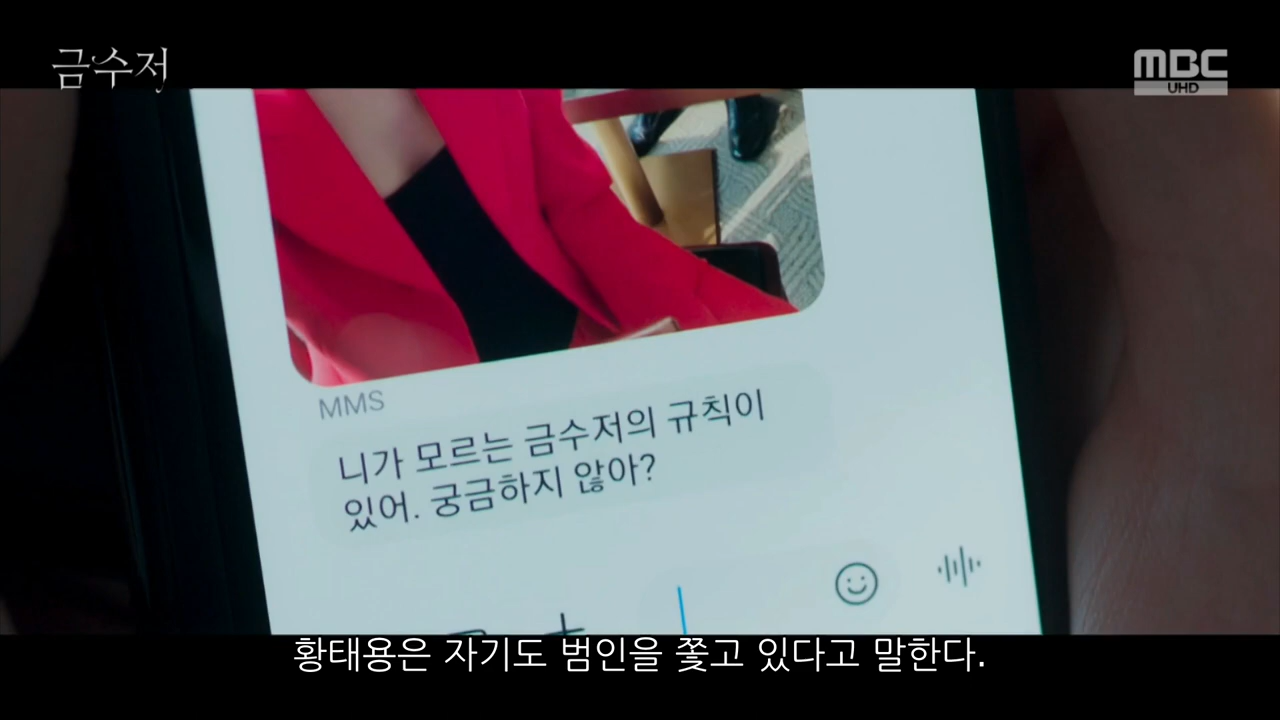 금수저
MBC
UHD
MMS
니가 모르는 금수저의 규칙이
있어. 궁금하지 않아?
황태용은 자기도 범인을 쫓고 있다고 말한다.